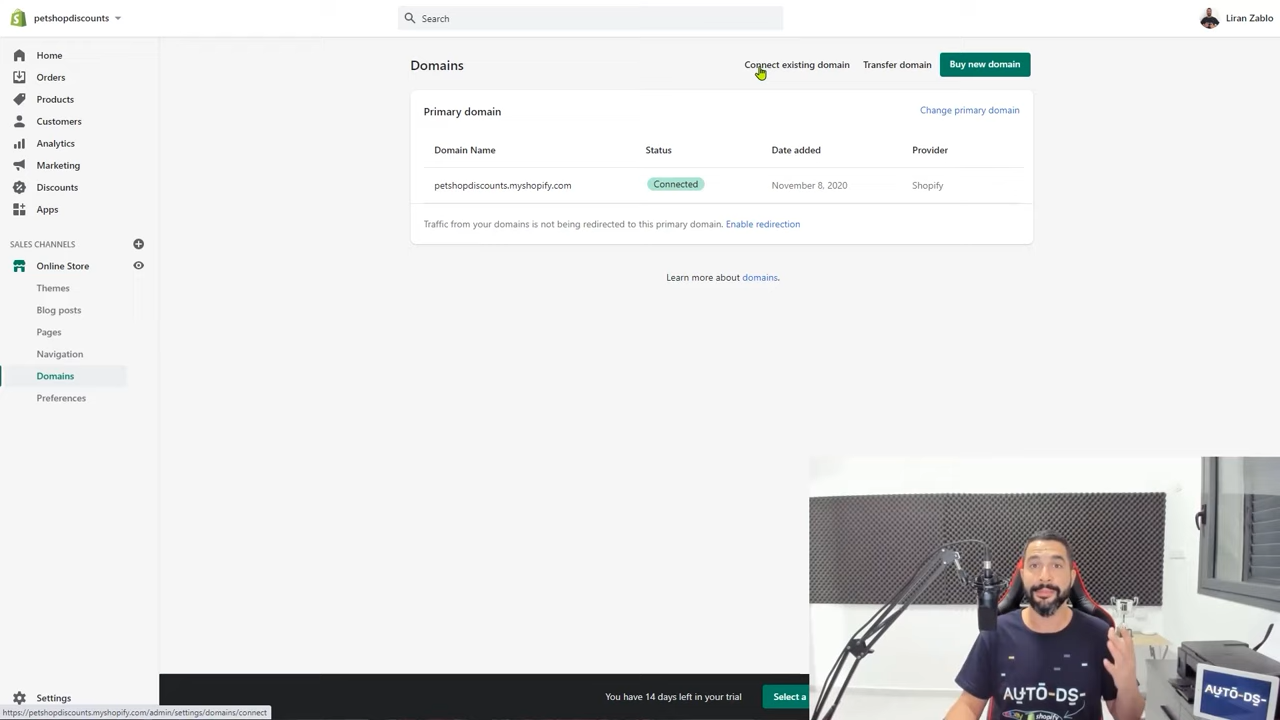 petshopdiscounts
Search
Liran Zablo
Home
Orders
Products
Customers
Analytics
Marketing
Discounts
Apps
SALES CHANNELS
Online Store
Themes
Blog posts
Pages
Navigation
Domains
Preferences
Settings
Domains
Connect existing domain
Transfer domain
Buy new domain
Primary domain
Change primary domain
Domain Name
Status
Date added
Provider
petshopdiscounts.myshopify.com
Connected
November 8, 2020
Shopify
Traffic from your domains is not being redirected to this primary domain. Enable redirection
Learn more about domains.
You have 14 days left in your trial
Select a
https://petshopdiscounts.myshopify.com/admin/settings/domains/connect
AUTO-DS-
shopify
AUTO-DS-